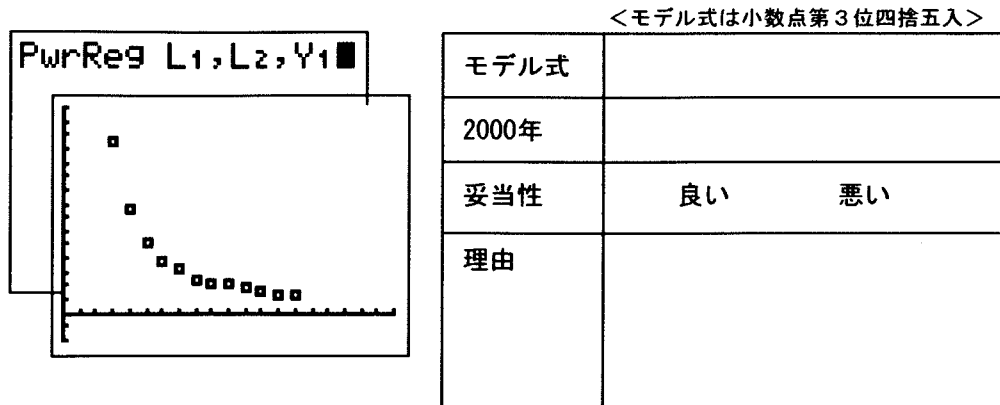 <モデル式は小数点第3位四捨五入>
PwrReg L1,L2,Y1
モデル式
2000年
妥当性 良い 悪い
理由